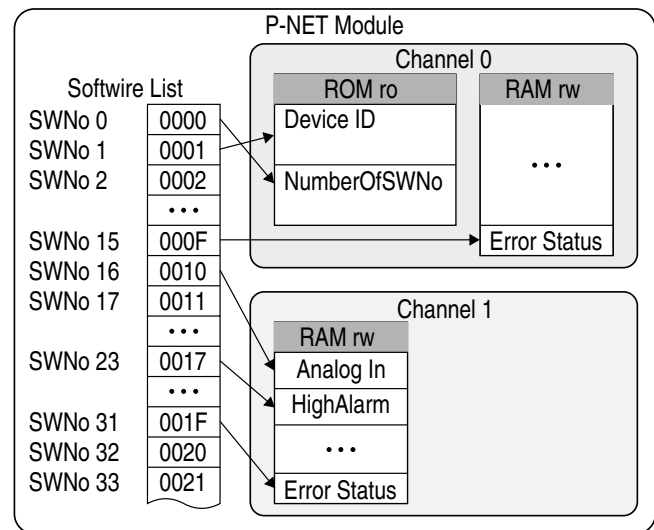 P-NET Module
Softwire List
SWNo 0 0000
SWNo 1 0001
SWNo 2 0002
...
SWNo 15 000F
SWNo 16 0010
SWNo 17 0011
...
SWNo 23 0017
...
SWNo 31 001F
SWNo 32 0020
SWNo 33 0021
Channel 0
ROM ro
Device ID
NumberOfSWNo
RAM rw
...
Error Status
Channel 1
RAM rw
Analog In
HighAlarm
...
Error Status